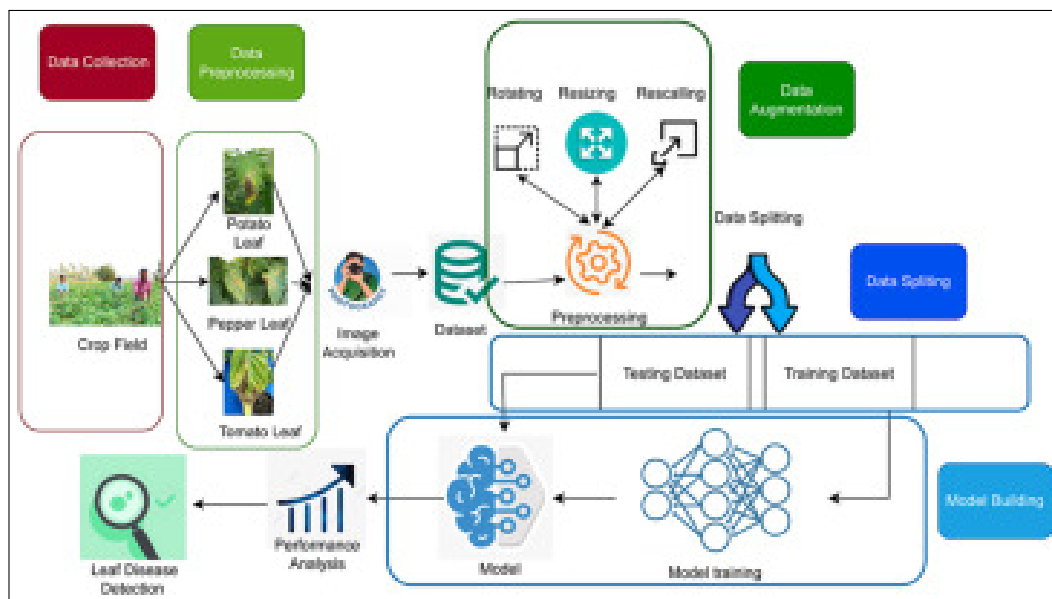 Data Collection
Data
Preprocessing
Rotating
Resizing
Rescalling
Data
Augmentation
Potato
Leaf
Data Splitting
Data Splitting
Pepper Leaf
Crop Field
Image
Acquisition
Dataset
Preprocessing
Testing Dataset
Training Dataset
Tomato Leaf
Model Building
Performance
Analysis
Leaf Disease
Detection
Model
Model training